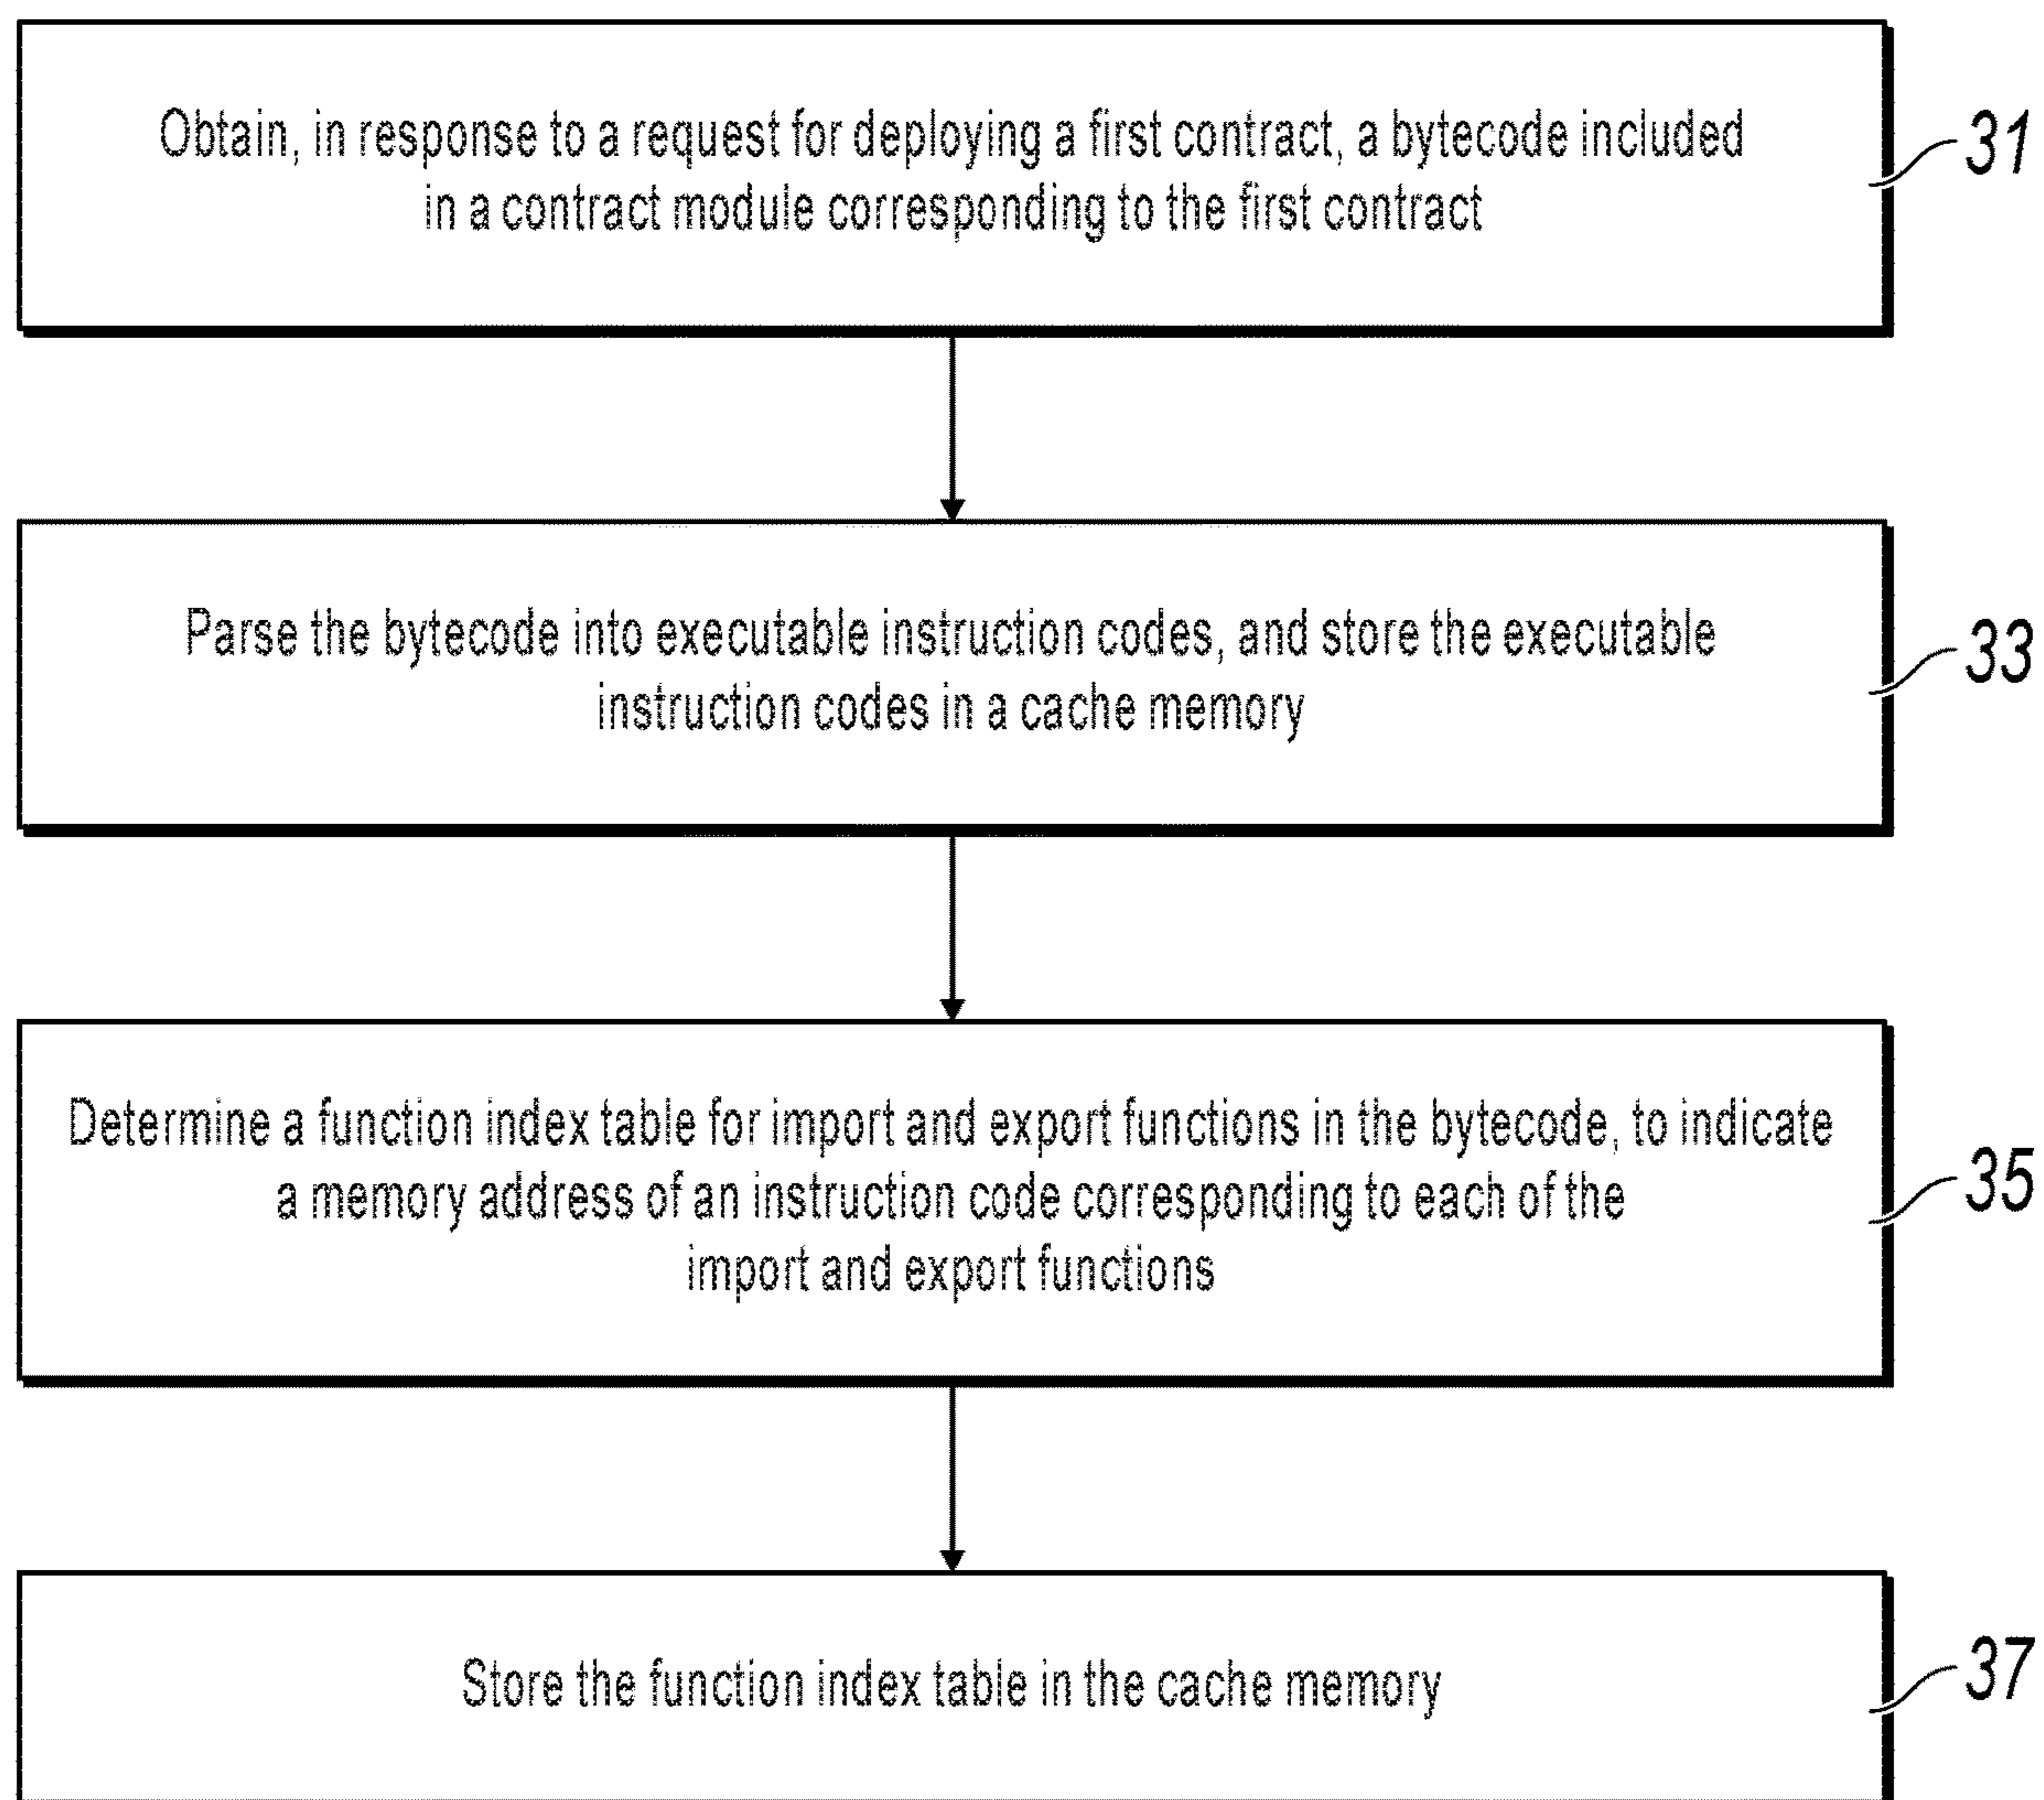 Obtain, in response to a request for deploying a first contract, a bytecode included
in a contract module corresponding to the first contract
31
Parse the bytecode into executable instruction codes, and store the executable
instruction codes in a cache memory
33
Determine a function index table for import and export functions in the bytecode, to indicate
a memory address of an instruction code corresponding to each of the
import and export functions
35
Store the function index table in the cache memory
37